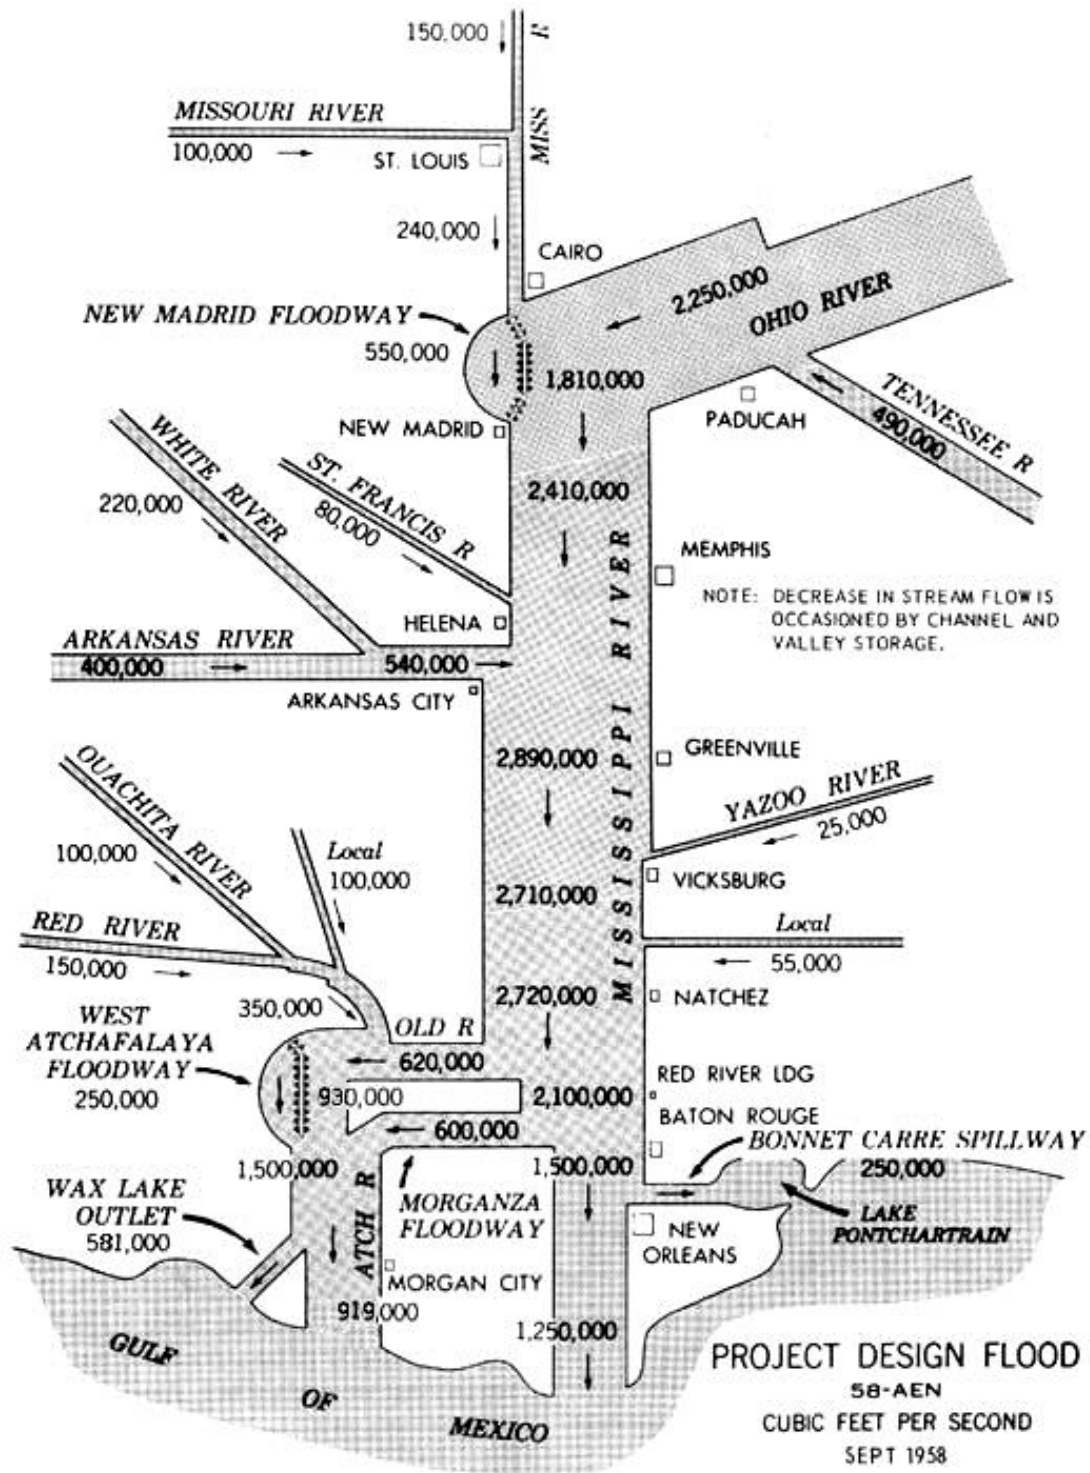 150,000
MISS R
MISSOURI RIVER
100,000
ST. LOUIS
240,000
CAIRO
2,250,000
OHIO RIVER
NEW MADRID FLOODWAY
550,000
1,810,000
TENNESSEE R
490,000
PADUCAH
NEW MADRID
WHITE RIVER
220,000
ST. FRANCIS R
80,000
2,410,000
MEMPHIS
NOTE: DECREASE IN STREAM FLOW IS
OCCASIONED BY CHANNEL AND
VALLEY STORAGE.
HELENA
ARKANSAS RIVER
400,000
540,000
ARKANSAS CITY
MISSISSIPPI RIVER
2,890,000
GREENVILLE
YAZOO RIVER
25,000
OUACHITA RIVER
100,000
Local
100,000
2,710,000
VICKSBURG
RED RIVER
150,000
Local
55,000
350,000
2,720,000
NATCHEZ
WEST
ATCHAFALAYA
FLOODWAY
250,000
OLD R
620,000
930,000
2,100,000
RED RIVER LDG
BATON ROUGE
600,000
BONNET CARRE SPILLWAY
250,000
1,500,000
1,500,000
WAX LAKE
OUTLET
581,000
ATCH R
MORGANZA
FLOODWAY
LAKE
PONTCHARTRAIN
NEW
ORLEANS
MORGAN CITY
919,000
1,250,000
GULF
OF
MEXICO
PROJECT DESIGN FLOOD
58-AEN
CUBIC FEET PER SECOND
SEPT 1958